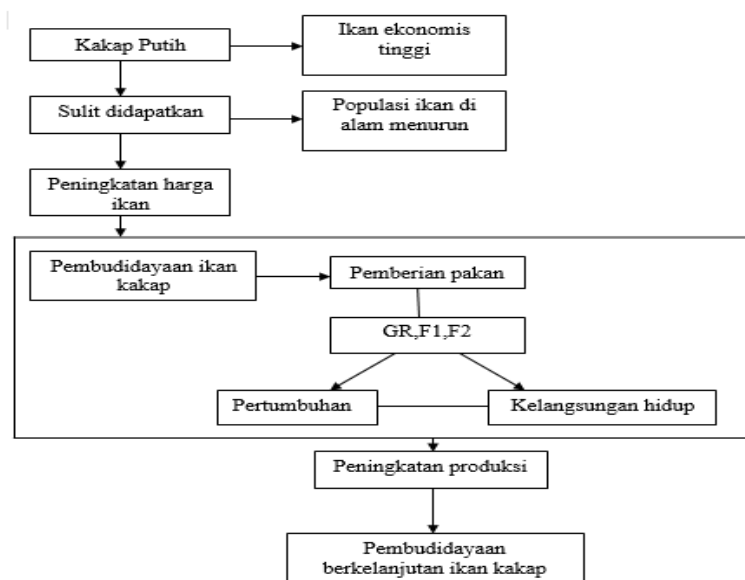 Kakap Putih
Ikan ekonomis
tinggi
Sulit didapatkan
Populasi ikan di
alam menurun
Peningkatan harga
ikan
Pembudidayaan ikan
kakap
Pemberian pakan
GR,F1,F2
Pertumbuhan
Kelangsungan hidup
Peningkatan produksi
Pembudidayaan
berkelanjutan ikan kakap